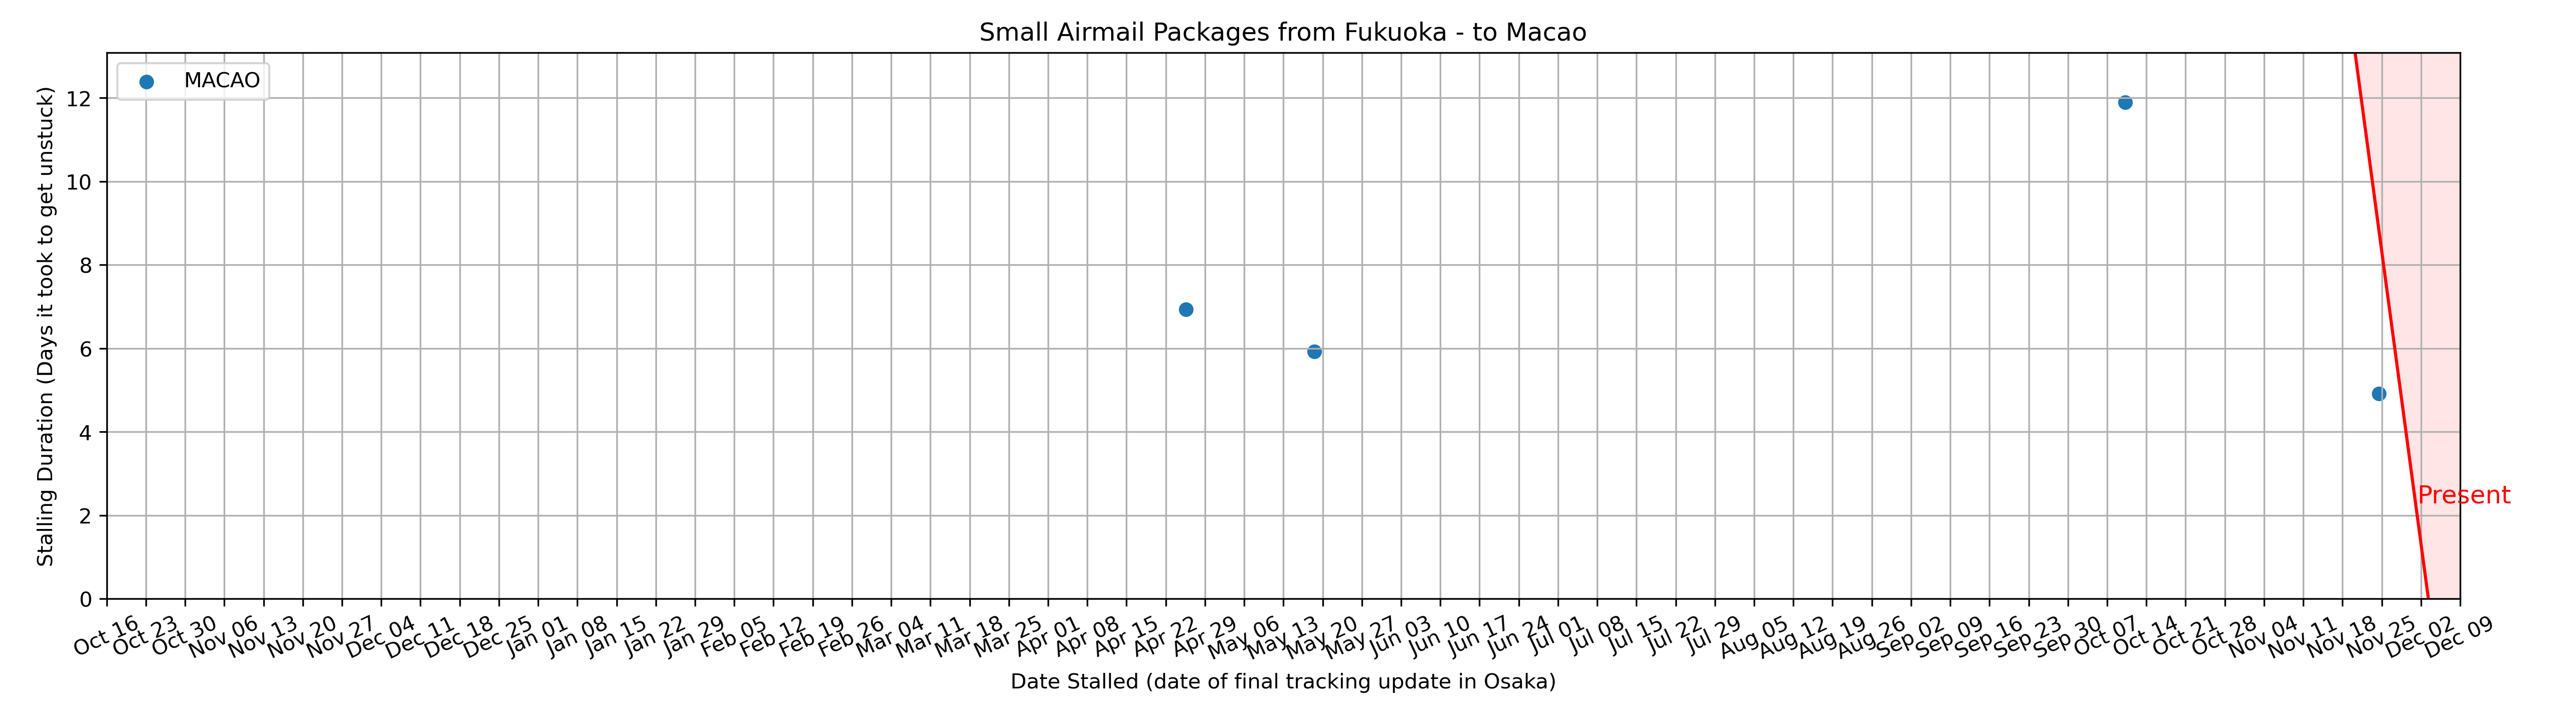 Small Airmail Packages from Fukuoka - to Macao
MACAO
Stalling Duration (Days it took to get unstuck)
12
10
8
6
4
2
0
Present
Oct 16 Oct 23 Oct 30 Nov 06 Nov 13 Nov 20 Nov 27 Dec 04 Dec 11 Dec 18 Dec 25 Jan 01 Jan 08 Jan 15 Jan 22 Jan 29 Feb 05 Feb 12 Feb 19 Feb 26 Mar 04 Mar 11 Mar 18 Mar 25 Apr 01 Apr 08 Apr 15 Apr 22 Apr 29 May 06 May 13 May 20 May 27 Jun 03 Jun 10 Jun 17 Jun 24 Jul 01 Jul 08 Jul 15 Jul 22 Jul 29 Aug 05 Aug 12 Aug 19 Aug 26 Sep 02 Sep 09 Sep 16 Sep 23 Sep 30 Oct 07 Oct 14 Oct 21 Oct 28 Nov 04 Nov 11 Nov 18 Nov 25 Dec 02 Dec 09
Date Stalled (date of final tracking update in Osaka)